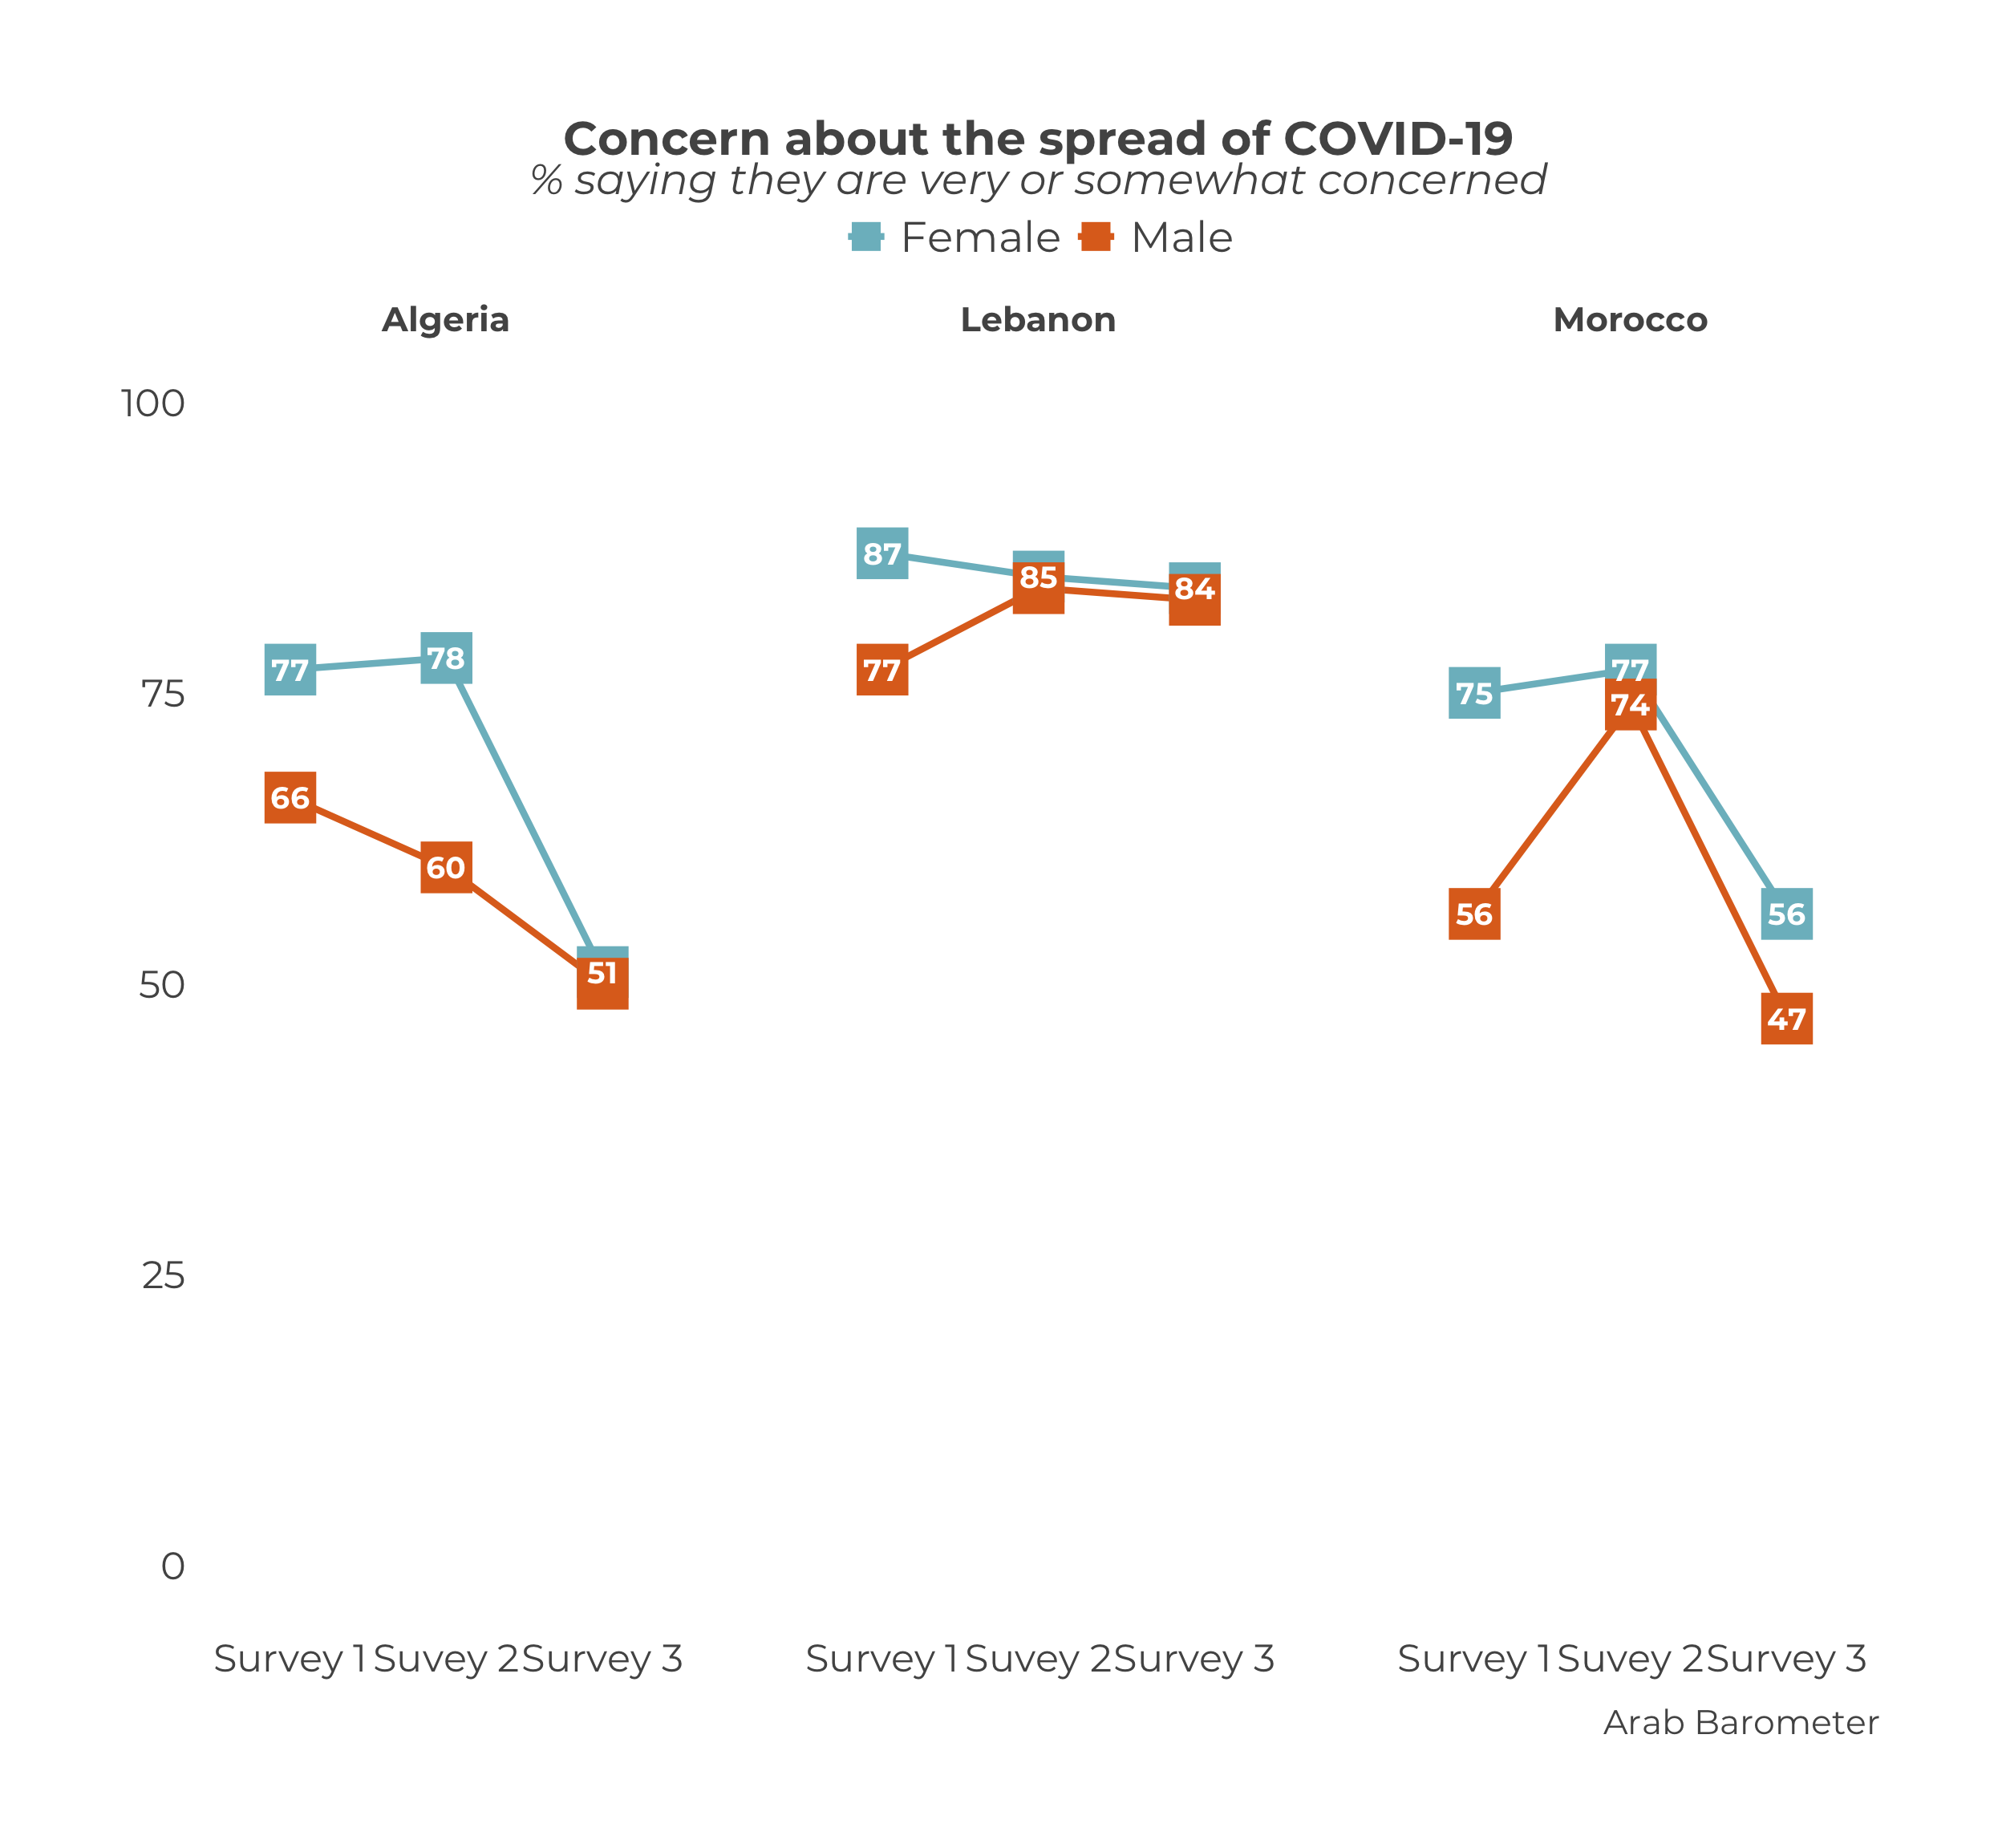 Concern about the spread of COVID-19
% saying they are very or somewhat concerned
Female Male
Algeria Lebanon Morocco
100
75
50
25
0
77 78 51
66 60
87 85 84
77
75 77 56
56 74 47
Survey 1 Suvey 2 Survey 3 Survey 1 Suvey 2 Survey 3 Survey 1 Suvey 2 Survey 3
Arab Barometer